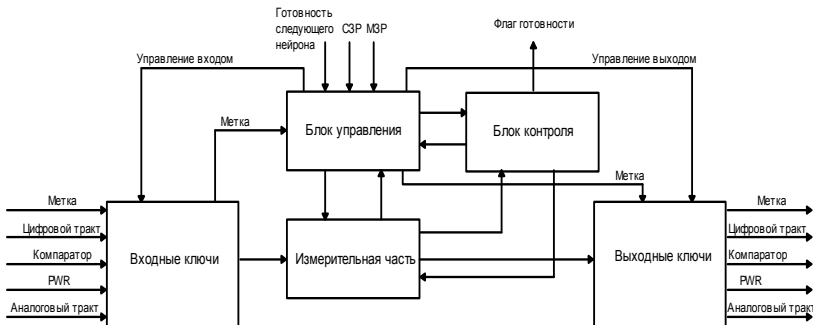 Готовность
следующего
нейрона
СЗР МЗР
Флаг готовности
Управление входом
Управление выходом
Метка
Блок управления
Блок контроля
Метка
Метка
Цифровой тракт
Компаратор
PWR
Аналоговый тракт
Входные ключи
Измерительная часть
Выходные ключи
Метка
Цифровой тракт
Компаратор
PWR
Аналоговый тракт